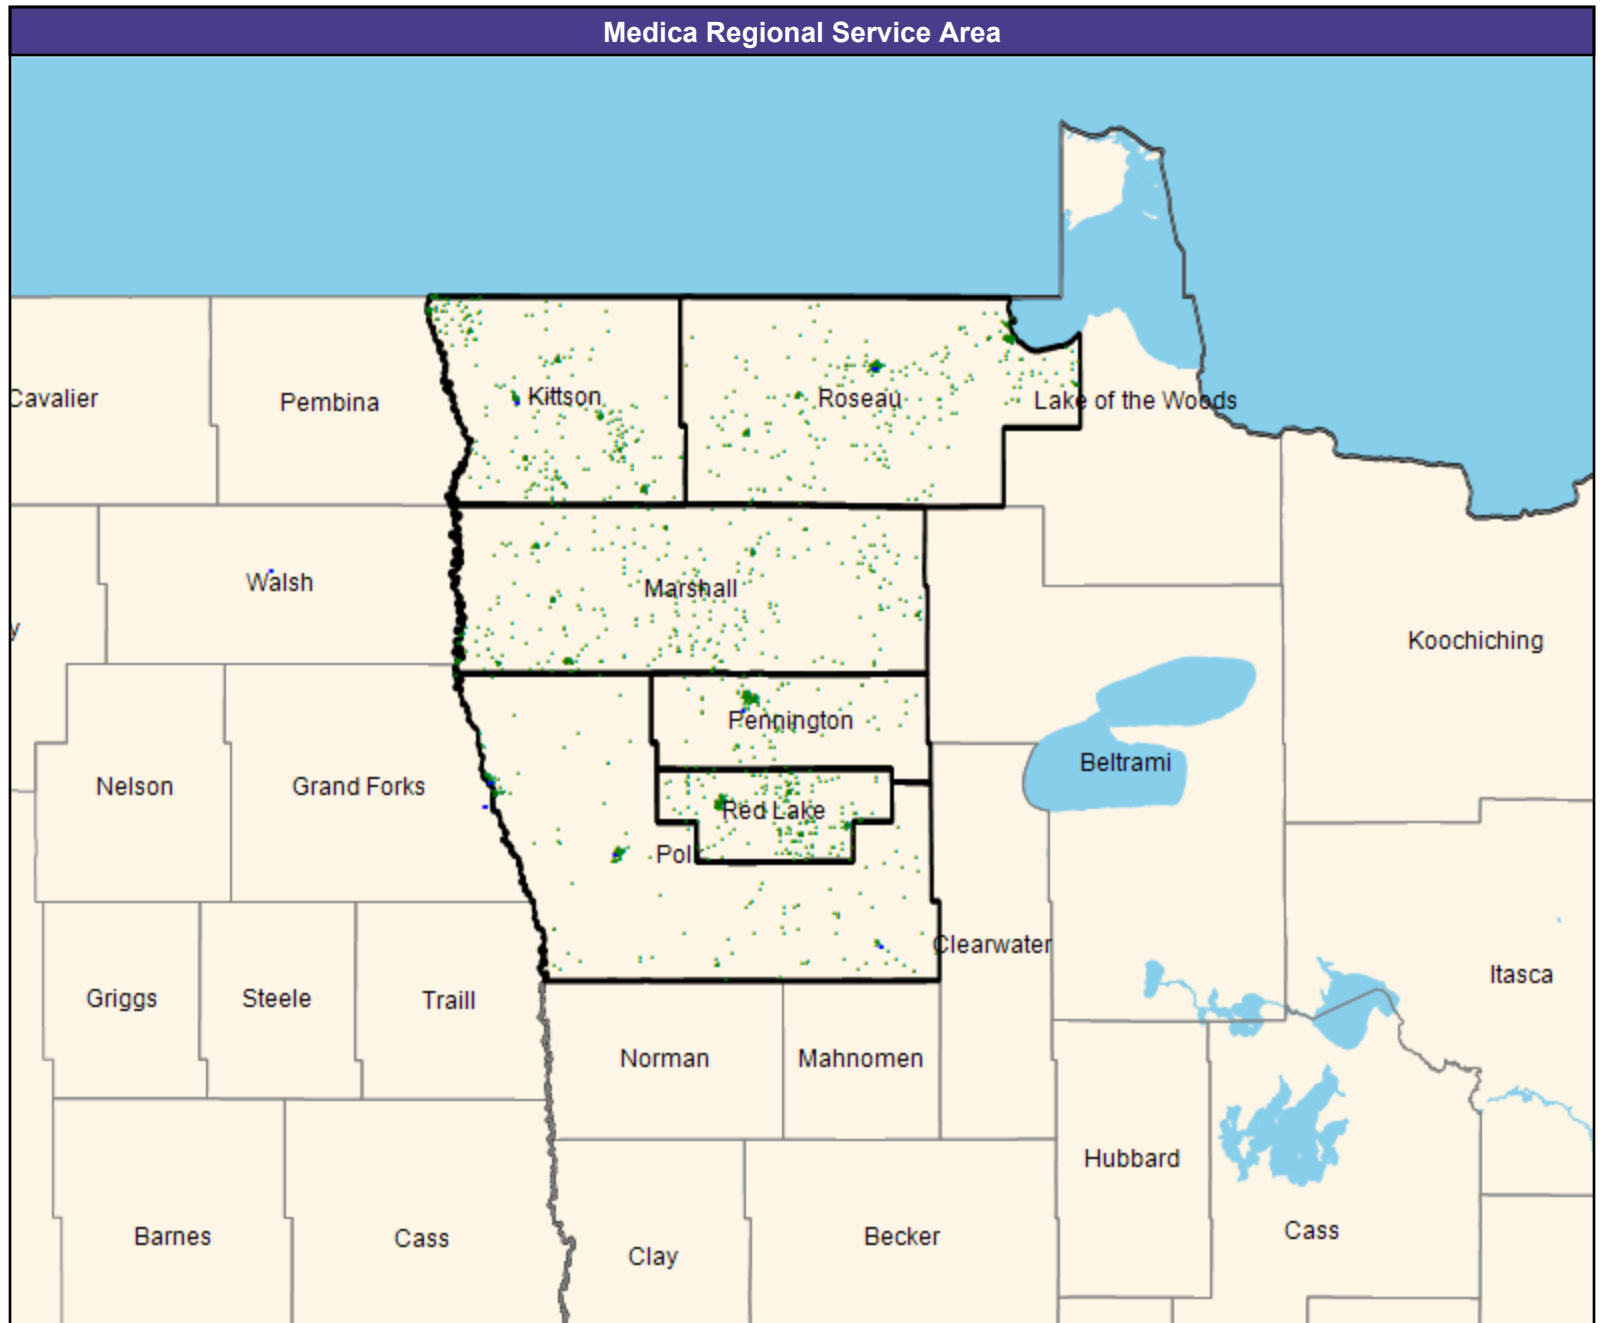 Medica Regional Service Area
Cavalier
Pembina
Kittson
Roseau
Lake of the Woods
Walsh
Marshall
y
Koochiching
Pennington
Nelson
Grand Forks
Red Lake
Beltrami
Pol
Clearwater
Griggs
Steele
Traill
Itasca
Norman
Mahnomen
Hubbard
Barnes
Cass
Clay
Becker
Cass